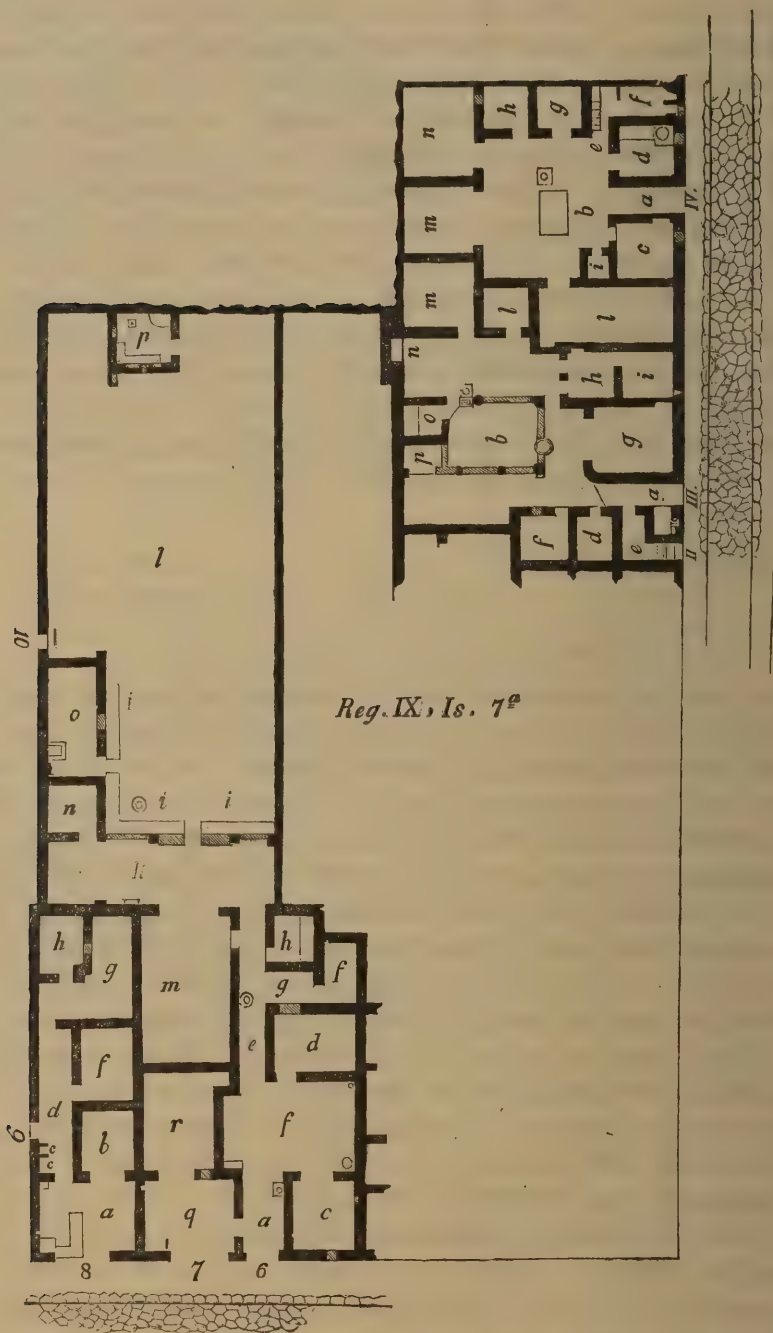 n h g f
e d
m b a IV.
i c
m l l
n h i
o b g
p a III.
f d e II
p
l
10
o i
Reg. IX, Is. 7ª
n i i
k
h g m h f
g
e d
f
d r f
9
b
c
c
a q a c
8 7 6